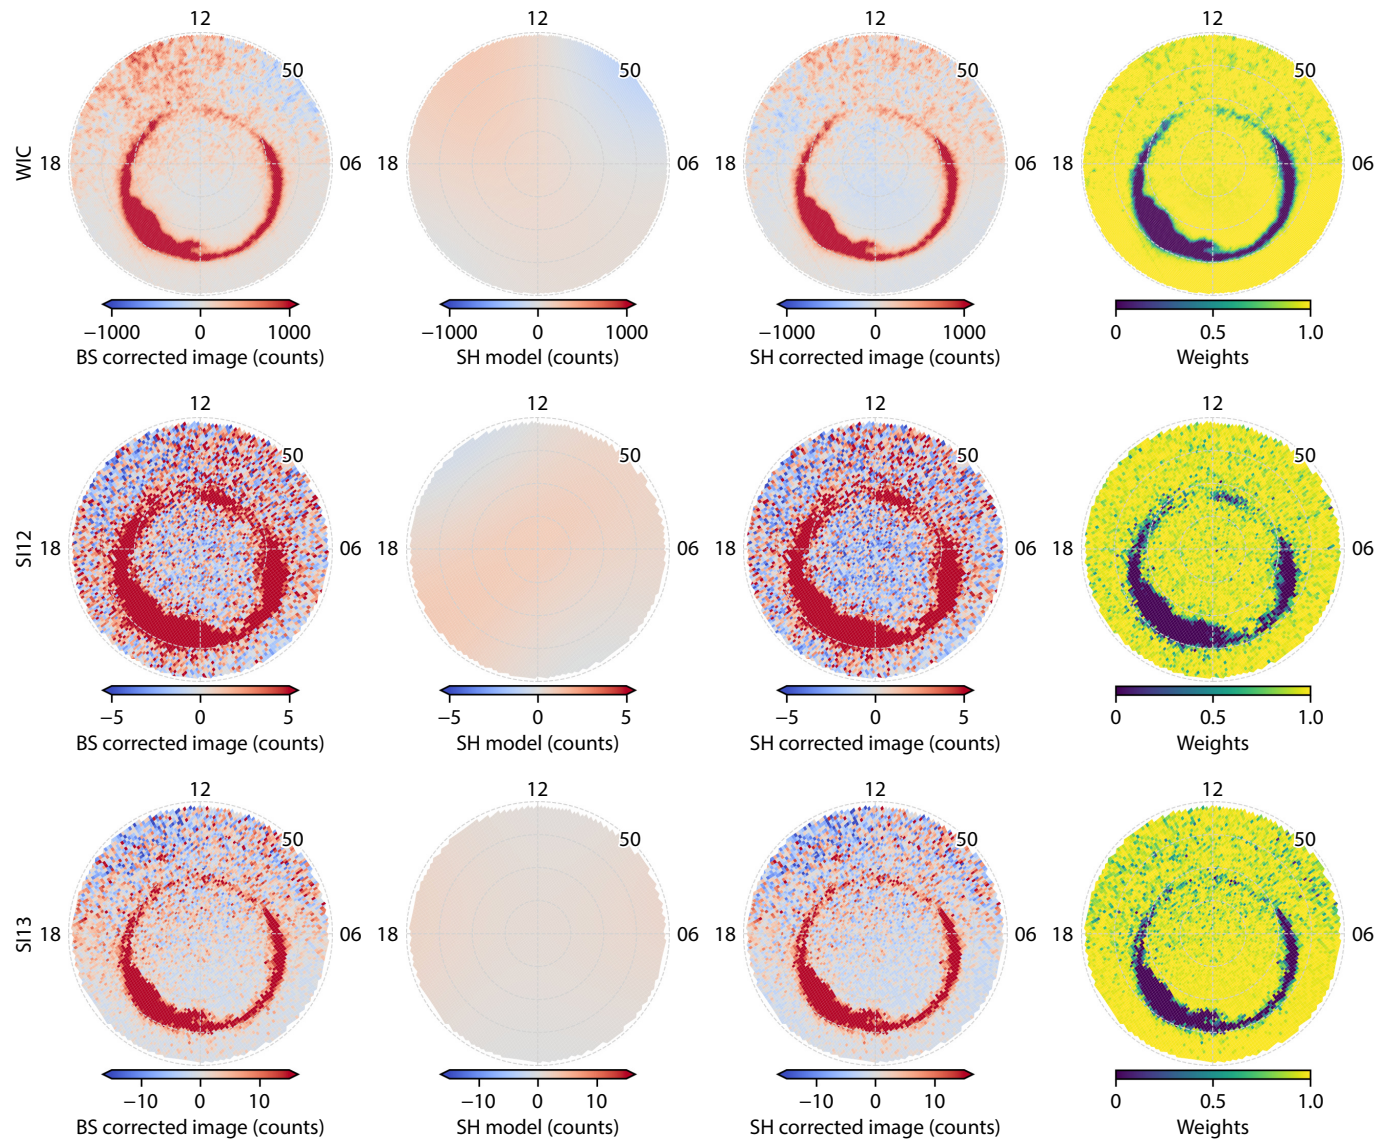 12 12 12 12
50 50 50 50
WIC 18 06 18 06 18 06 18 06
−1000 0 1000 −1000 0 1000 −1000 0 1000 0 0.5 1.0
BS corrected image (counts) SH model (counts) SH corrected image (counts) Weights
12 12 12 12
50 50 50 50
SI12 18 06 18 06 18 06 18 06
−5 0 5 −5 0 5 −5 0 5 0 0.5 1.0
BS corrected image (counts) SH model (counts) SH corrected image (counts) Weights
12 12 12 12
50 50 50 50
SI13 18 06 18 06 18 06 18 06
−10 0 10 −10 0 10 −10 0 10 0 0.5 1.0
BS corrected image (counts) SH model (counts) SH corrected image (counts) Weights